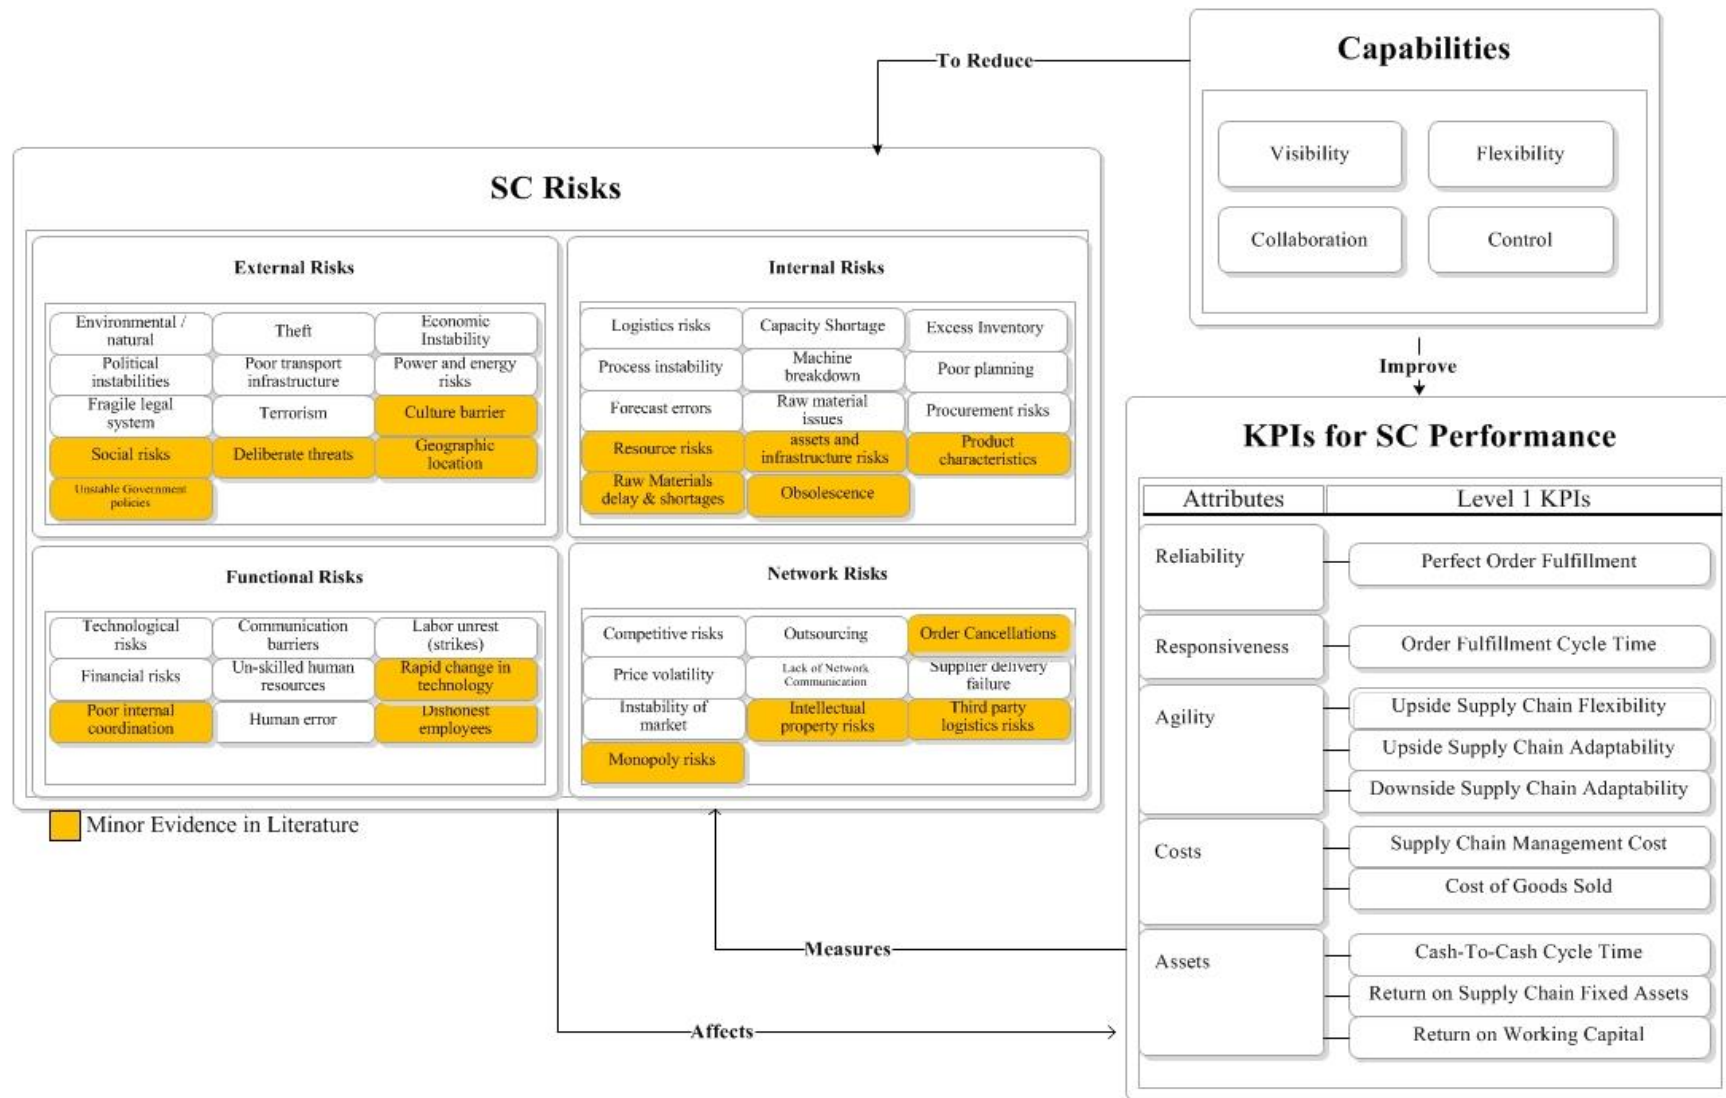 Capabilities
To Reduce
Visibility
Flexibility
Collaboration
Control
SC Risks
External Risks
Environmental /
natural
Theft
Economic
Instability
Political
instabilities
Poor transport
infrastructure
Power and energy
risks
Fragile legal
system
Terrorism
Culture barrier
Social risks
Deliberate threats
Geographic
location
Unstable Government
policies
Internal Risks
Logistics risks
Capacity Shortage
Excess Inventory
Process instability
Machine
breakdown
Poor planning
Forecast errors
Raw material
issues
Procurement risks
Resource risks
assets and
infrastructure risks
Product
characteristics
Raw Materials
delay & shortages
Obsolescence
Functional Risks
Technological
risks
Communication
barriers
Labor unrest
(strikes)
Financial risks
Un-skilled human
resources
Rapid change in
technology
Poor internal
coordination
Human error
Dishonest
employees
Network Risks
Competitive risks
Outsourcing
Order Cancellations
Price volatility
Lack of Network
Communication
Supplier delivery
failure
Instability of
market
Intellectual
property risks
Third party
logistics risks
Monopoly risks
Minor Evidence in Literature
Improve
KPIs for SC Performance
Attributes
Level 1 KPIs
Reliability
Perfect Order Fulfillment
Responsiveness
Order Fulfillment Cycle Time
Agility
Upside Supply Chain Flexibility
Upside Supply Chain Adaptability
Downside Supply Chain Adaptability
Costs
Supply Chain Management Cost
Cost of Goods Sold
Assets
Cash-To-Cash Cycle Time
Return on Supply Chain Fixed Assets
Return on Working Capital
Measures
Affects